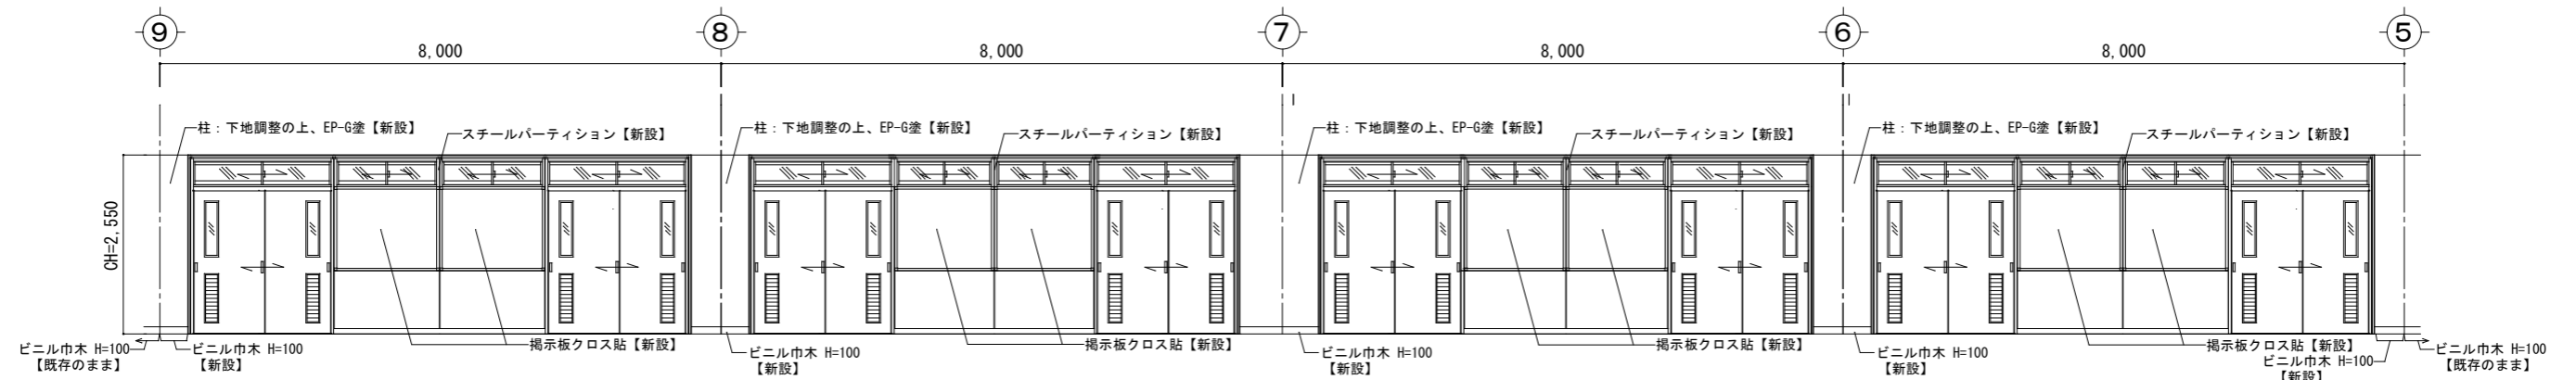 9 8 7 6 5
8,000 8,000 8,000 8,000
柱：下地調整の上、EP-G塗【新設】
スチールパーティション【新設】
柱：下地調整の上、EP-G塗【新設】
スチールパーティション【新設】
柱：下地調整の上、EP-G塗【新設】
スチールパーティション【新設】
柱：下地調整の上、EP-G塗【新設】
スチールパーティション【新設】
CH=2,550
ビニル巾木 H=100
【既存のまま】
ビニル巾木 H=100
【新設】
掲示板クロス貼【新設】
ビニル巾木 H=100
【新設】
掲示板クロス貼【新設】
ビニル巾木 H=100
【新設】
掲示板クロス貼【新設】
ビニル巾木 H=100
【新設】
掲示板クロス貼【新設】
ビニル巾木 H=100
【新設】
ビニル巾木 H=100
【既存のまま】